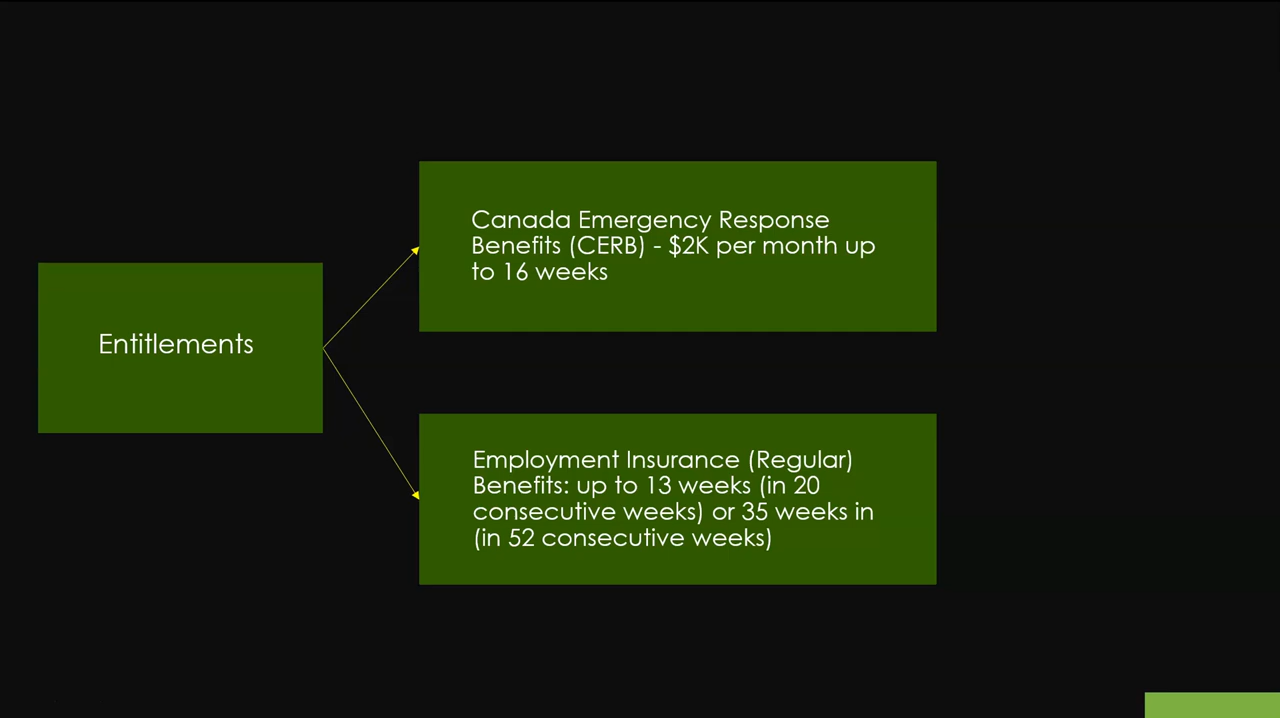 Entitlements
Canada Emergency Response
Benefits (CERB) - $2K per month up
to 16 weeks
Employment Insurance (Regular)
Benefits: up to 13 weeks (in 20
consecutive weeks) or 35 weeks in
(in 52 consecutive weeks)